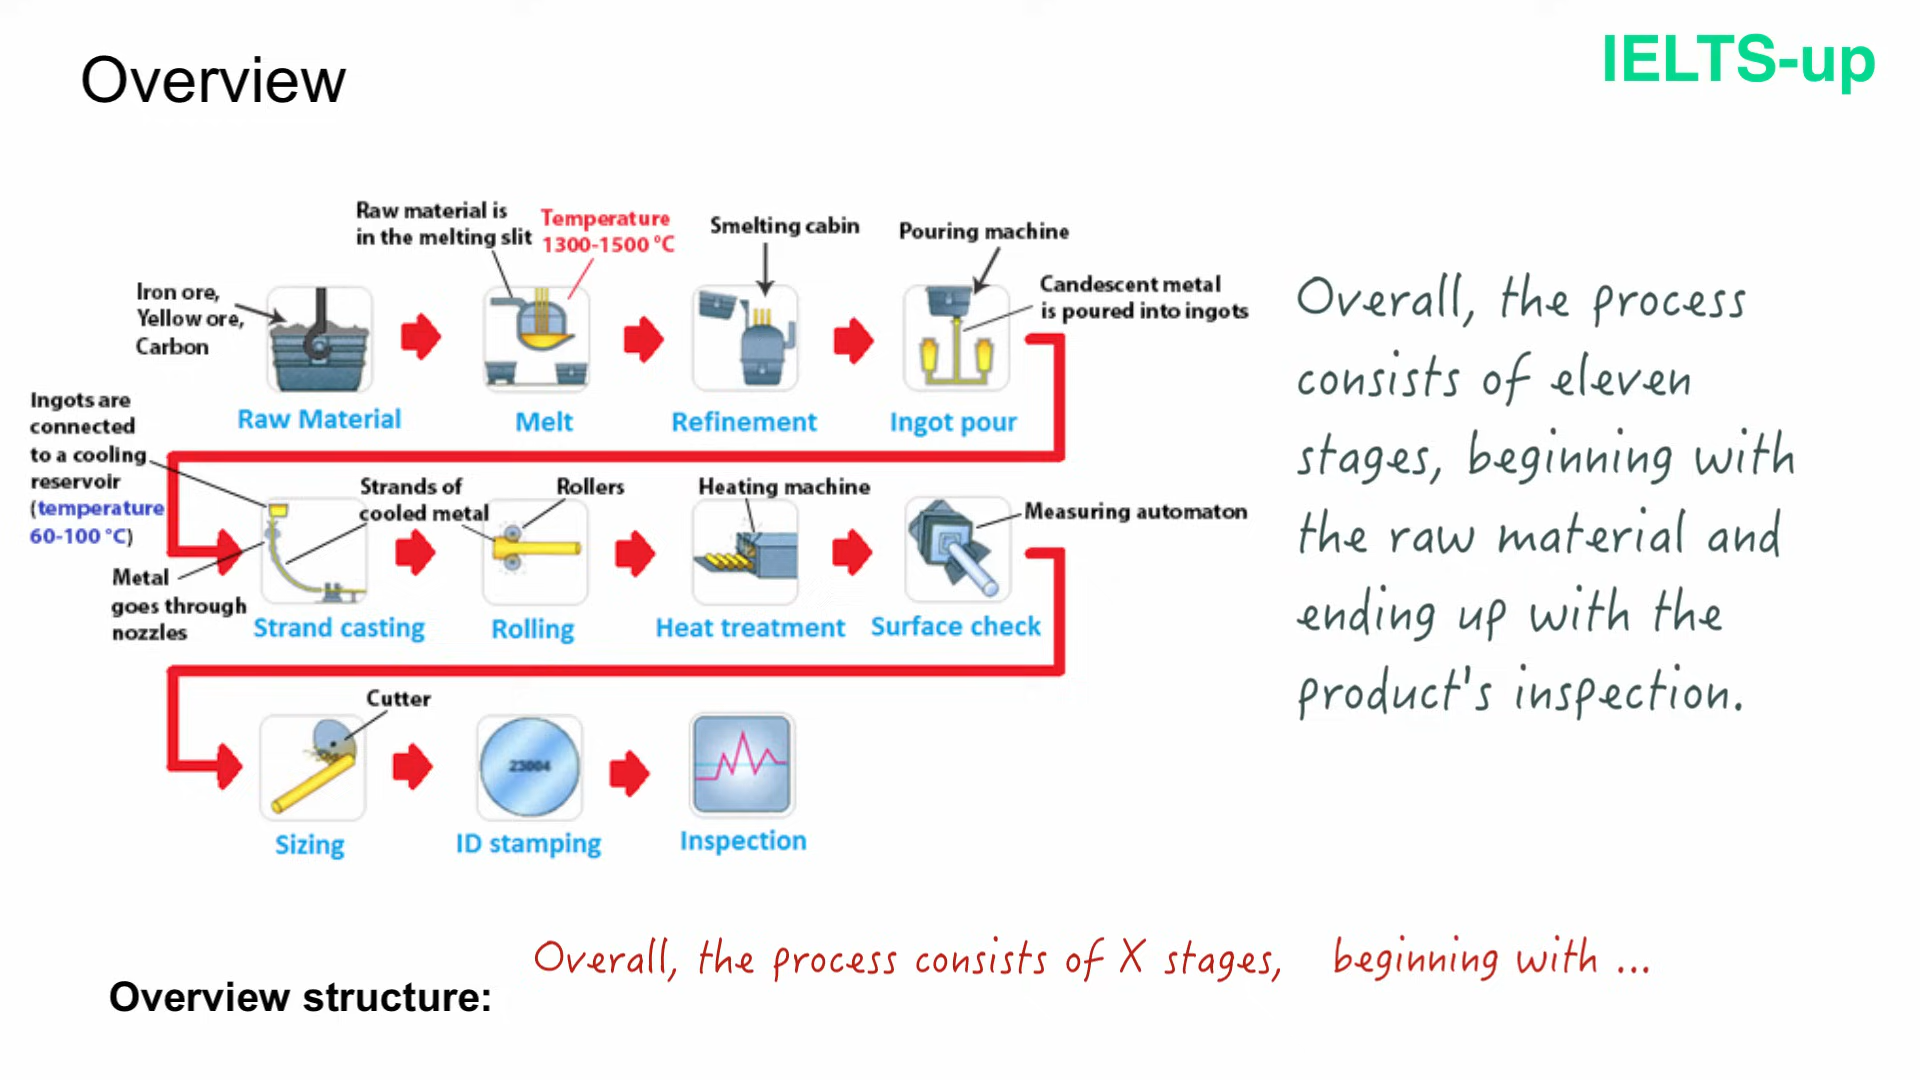 Overview
IELTS-up
Raw material is
in the melting slit
Temperature
1300-1500 °C
Smelting cabin
Pouring machine
Candescent metal
is poured into ingots
Iron ore,
Yellow ore,
Carbon
Raw Material
Melt
Refinement
Ingot pour
Ingots are
connected
to a cooling
reservoir
(temperature
60-100 °C)
Metal
goes through
nozzles
Strands of
cooled metal
Rollers
Heating machine
Measuring automaton
Strand casting
Rolling
Heat treatment
Surface check
Cutter
23004
Sizing
ID stamping
Inspection
Overall, the process
consists of eleven
stages, beginning with
the raw material and
ending up with the
product's inspection.
Overview structure:
Overall, the process consists of X stages, beginning with ...